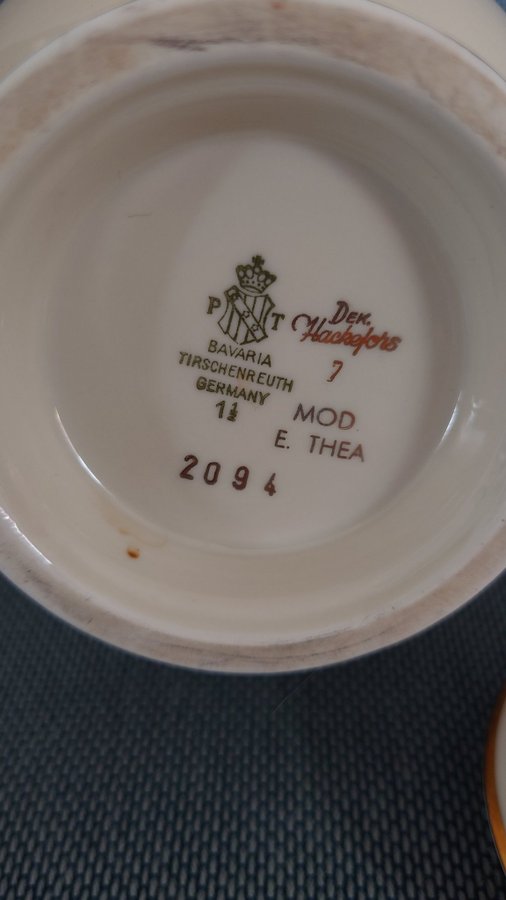 P T
BAVARIA
TIRSCHENREUTH
GERMANY
1½
DEK.
Hackefors
7
MOD.
E. THEA
2094